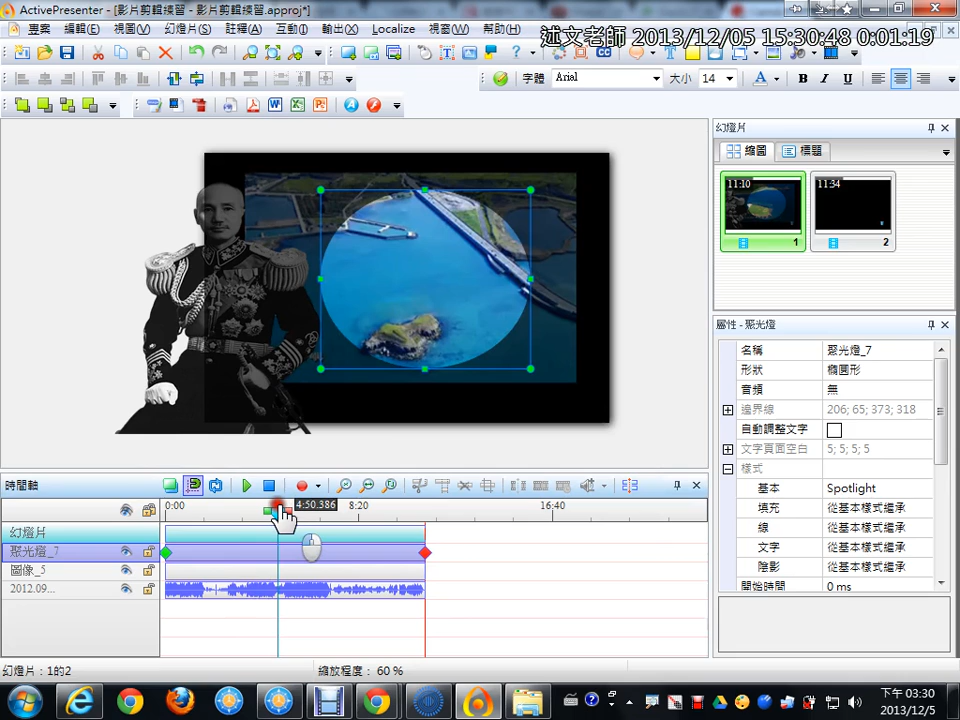 ActivePresenter - [影片剪輯練習 - 影片剪輯練習.approj*]
專案 編輯(E) 視圖(V) 幻燈片(S) 註釋(A) 互動(I) 輸出(X) Localize 視窗(W) 幫助(H)
述文老師 2013/12/05 15:30:48 0:01:19
字體 Arial 大小 14 A B I U
幻燈片
縮圖 標題
11:10 11:34
1 2
屬性 - 聚光燈
名稱 聚光燈_7
形狀 橢圓形
音頻 無
邊界線 206; 65; 373; 318
自動調整文字
文字頁面空白 5; 5; 5; 5
樣式
基本 Spotlight
填充 從基本樣式繼承
線 從基本樣式繼承
文字 從基本樣式繼承
陰影 從基本樣式繼承
開始時間 0 ms
時間軸
0:00 4:50.386 8:20 16:40
幻燈片
聚光燈_7
圖像_5
2012.09...
幻燈片：1的2 縮放程度： 60 %
下午 03:30
2013/12/5